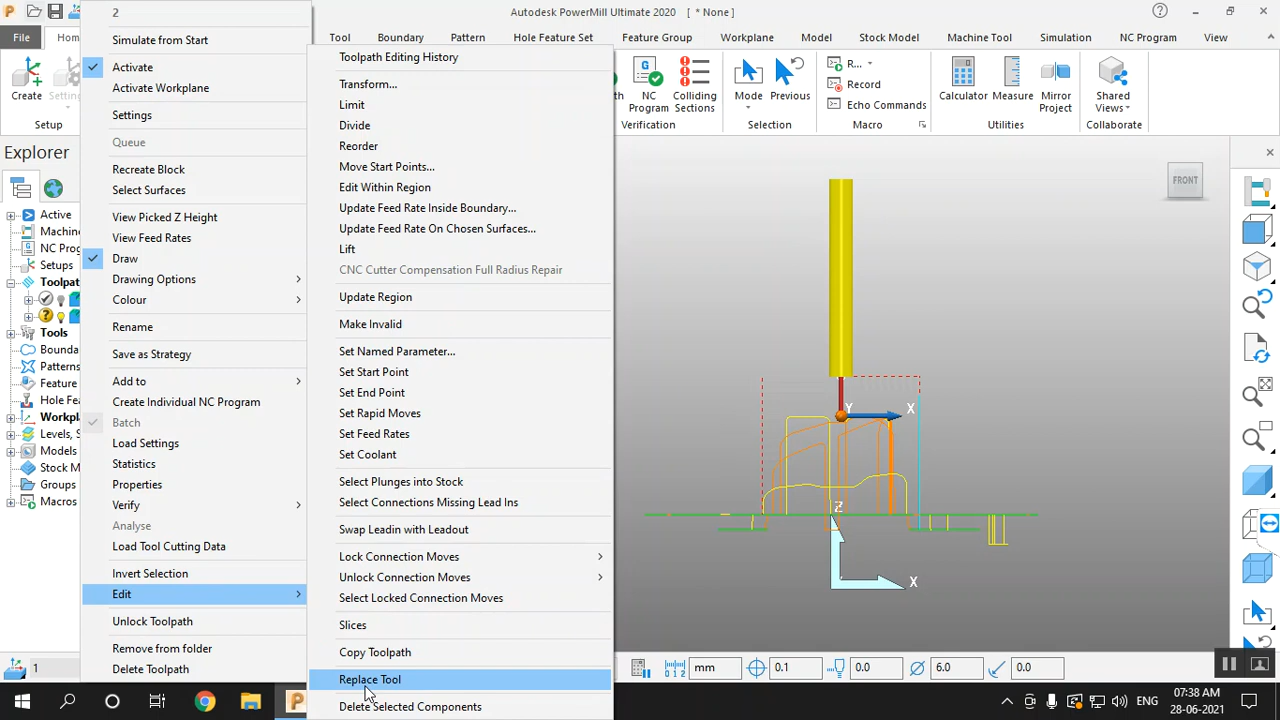 Autodesk PowerMill Ultimate 2020 [ * None ]
File
Hom
Tool
Boundary
Pattern
Hole Feature Set
Feature Group
Workplane
Model
Stock Model
Machine Tool
Simulation
NC Program
View
Create
Setting
Setup
NC
Program
Colliding
Sections
Verification
Mode
Previous
Selection
R...
Record
Echo Commands
Macro
Calculator
Measure
Mirror
Project
Utilities
Shared
Views
Collaborate
Explorer
Active
Machin
NC Prog
Setups
Toolpat
Tools
Bounda
Patterns
Feature
Hole Fe
Workpl
Levels, S
Models
Stock M
Groups
Macros
2
Simulate from Start
Activate
Activate Workplane
Settings
Queue
Recreate Block
Select Surfaces
View Picked Z Height
View Feed Rates
Draw
Drawing Options
Colour
Rename
Save as Strategy
Add to
Create Individual NC Program
Batch
Load Settings
Statistics
Properties
Verify
Analyse
Load Tool Cutting Data
Invert Selection
Edit
Unlock Toolpath
Remove from folder
Delete Toolpath
Toolpath Editing History
Transform...
Limit
Divide
Reorder
Move Start Points...
Edit Within Region
Update Feed Rate Inside Boundary...
Update Feed Rate On Chosen Surfaces...
Lift
CNC Cutter Compensation Full Radius Repair
Update Region
Make Invalid
Set Named Parameter...
Set Start Point
Set End Point
Set Rapid Moves
Set Feed Rates
Set Coolant
Select Plunges into Stock
Select Connections Missing Lead Ins
Swap Leadin with Leadout
Lock Connection Moves
Unlock Connection Moves
Select Locked Connection Moves
Slices
Copy Toolpath
Replace Tool
Delete Selected Components
FRONT
Y
X
Z
X
1
mm
0.1
0.0
6.0
0.0
ENG
07:38 AM
28-06-2021